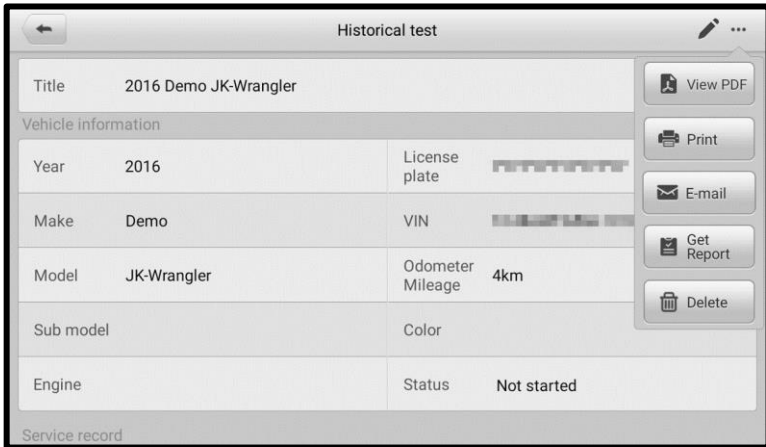 Historical test
Title 2016 Demo JK-Wrangler
View PDF
Vehicle information
Print
Year 2016 License
plate
E-mail
Make Demo VIN
Get
Report
Model JK-Wrangler Odometer
Mileage 4km
Delete
Sub model Color
Engine Status Not started
Service record